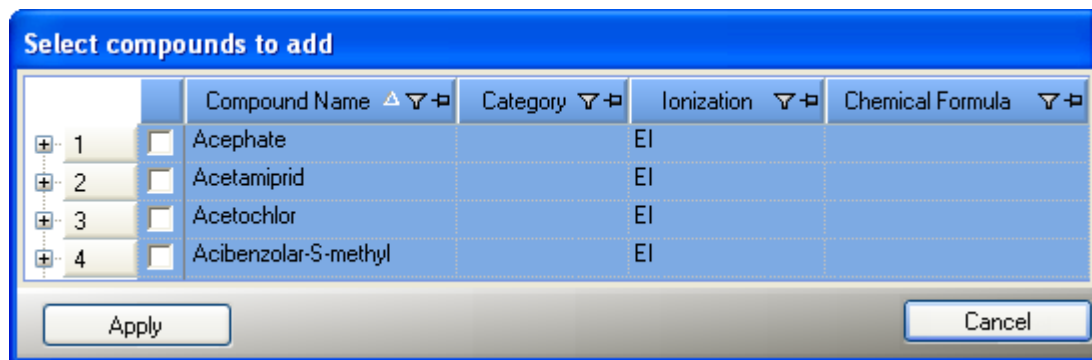 Select compounds to add
Compound Name Category Ionization Chemical Formula
1 Acephate EI
2 Acetamiprid EI
3 Acetochlor EI
4 Acibenzolar-S-methyl EI
Apply Cancel